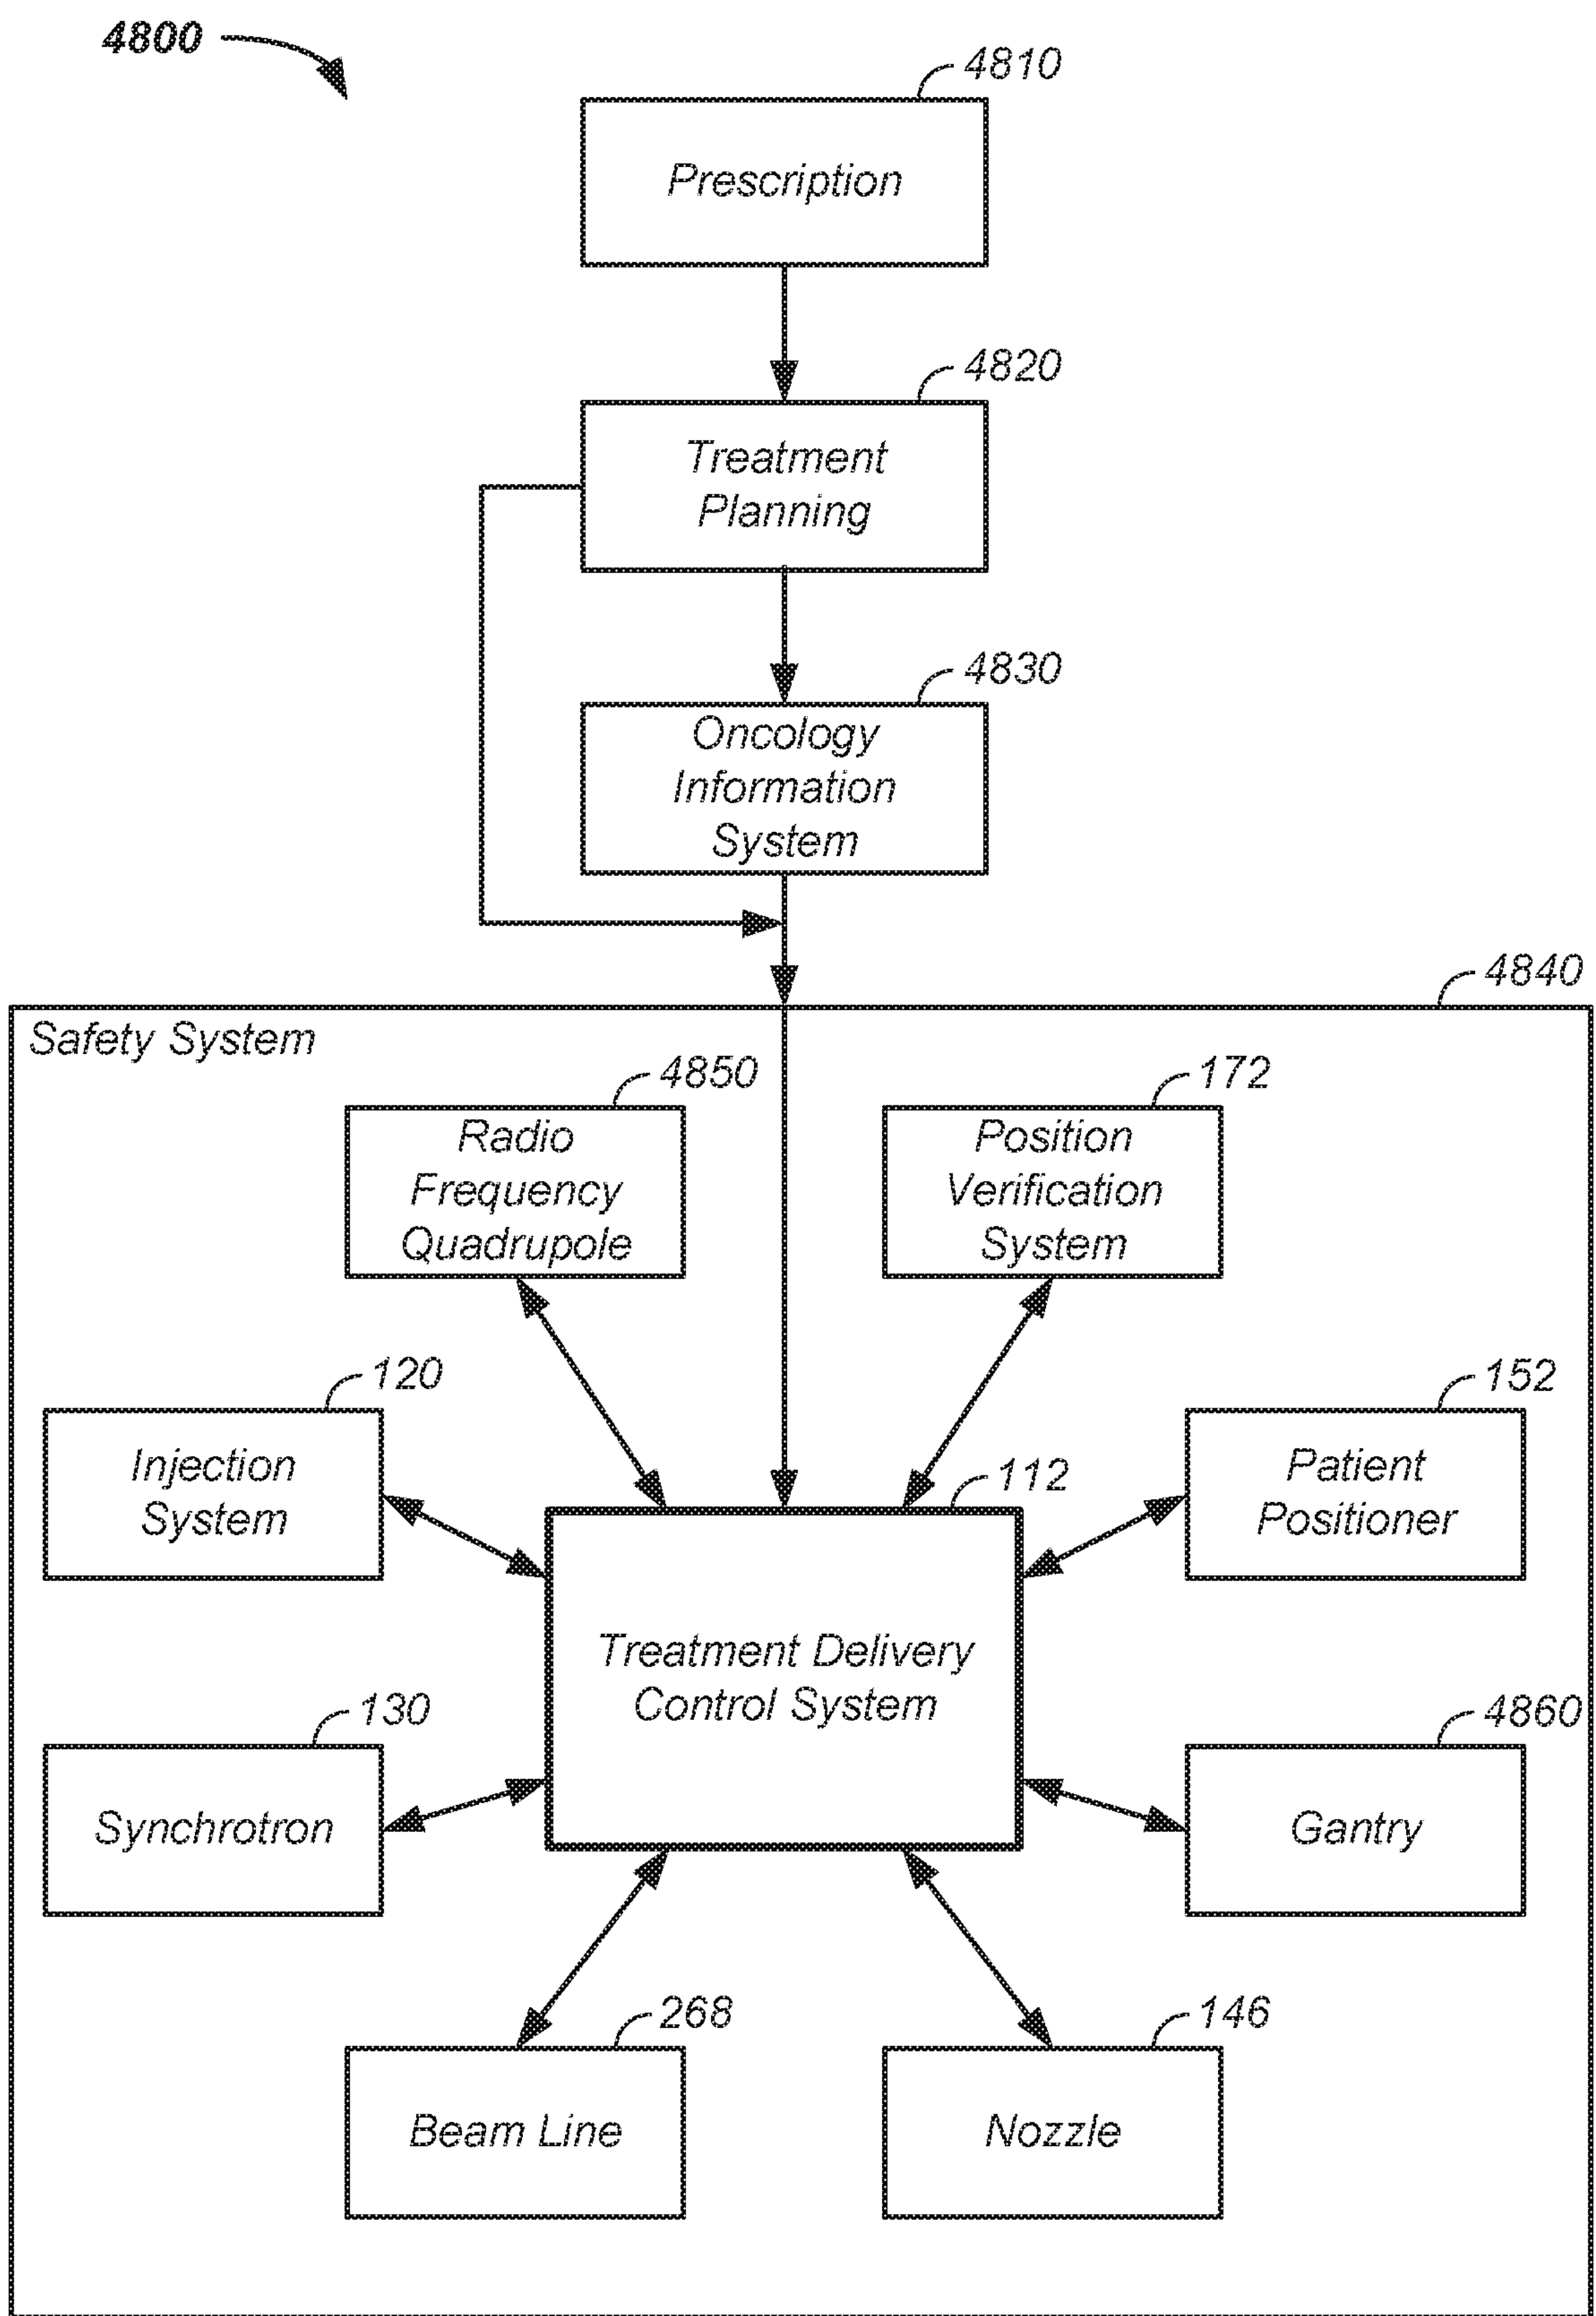 4800
4810
Prescription
4820
Treatment
Planning
4830
Oncology
Information
System
4840
Safety System
4850
Radio
Frequency
Quadrupole
172
Position
Verification
System
120
Injection
System
152
Patient
Positioner
112
Treatment Delivery
Control System
130
Synchrotron
4860
Gantry
268
Beam Line
146
Nozzle